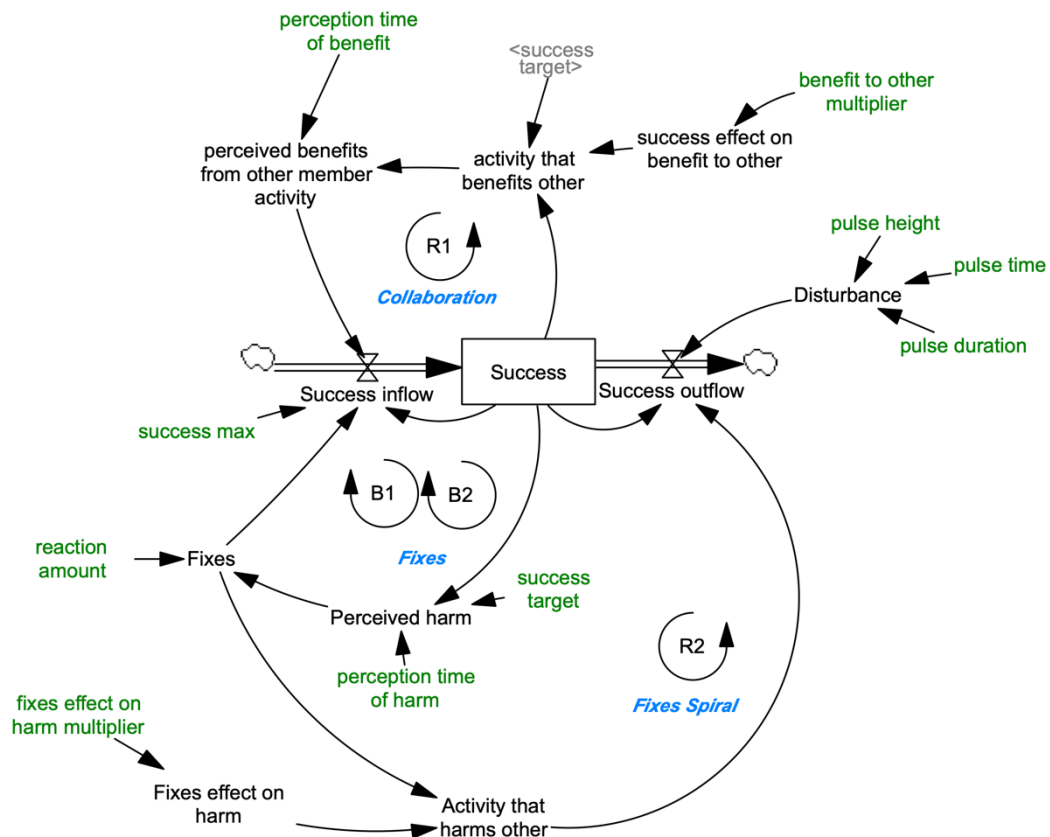 perception time
of benefit
<success
target>
benefit to other
multiplier
success effect on
benefit to other
perceived benefits
from other member
activity
activity that
benefits other
R1
Collaboration
pulse height
pulse time
Disturbance
pulse duration
Success
Success inflow
Success outflow
success max
B1
B2
Fixes
reaction
amount
Fixes
success
target
Perceived harm
R2
perception time
of harm
Fixes Spiral
fixes effect on
harm multiplier
Fixes effect on
harm
Activity that
harms other